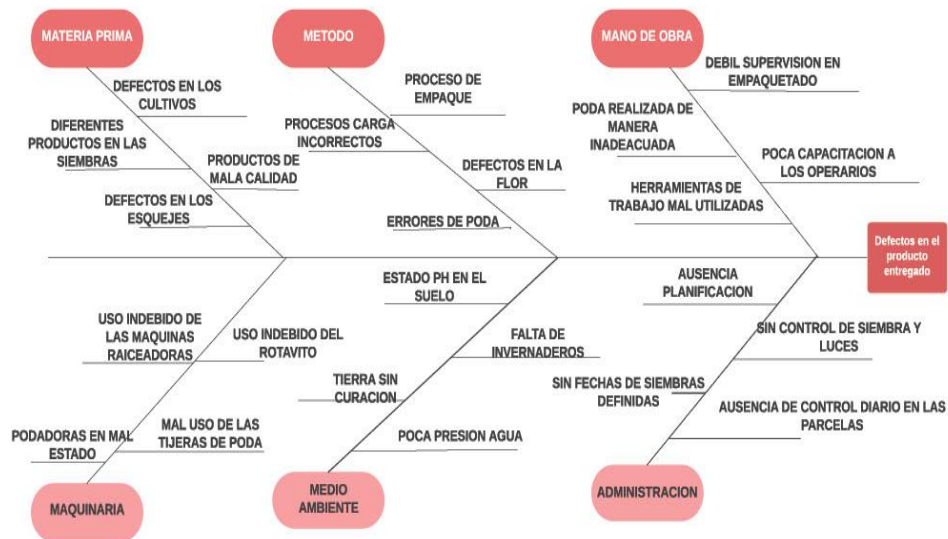 MATERIA PRIMA
METODO
MANO DE OBRA
DEFECTOS EN LOS
CULTIVOS
DIFERENTES
PRODUCTOS EN LAS
SIEMBRAS
PRODUCTOS DE
MALA CALIDAD
DEFECTOS EN LOS
ESQUEJES
PROCESO DE
EMPAQUE
PROCESOS CARGA
INCORRECTOS
DEFECTOS EN LA
FLOR
ERRORES DE PODA
DEBIL SUPERVISION EN
EMPAQUETADO
PODA REALIZADA DE
MANERA
INADEACUADA
POCA CAPACITACION A
LOS OPERARIOS
HERRAMIENTAS DE
TRABAJO MAL UTILIZADAS
Defectos en el
producto
entregado
USO INDEBIDO DE
LAS MAQUINAS
RAICEADORAS
USO INDEBIDO DEL
ROTAVITO
PODADORAS EN MAL
ESTADO
MAL USO DE LAS
TIJERAS DE PODA
ESTADO PH EN EL
SUELO
FALTA DE
INVERNADEROS
TIERRA SIN
CURACION
POCA PRESION AGUA
AUSENCIA
PLANIFICACION
SIN CONTROL DE SIEMBRA Y
LUCES
SIN FECHAS DE SIEMBRAS
DEFINIDAS
AUSENCIA DE CONTROL DIARIO EN LAS
PARCELAS
MAQUINARIA
MEDIO
AMBIENTE
ADMINISTRACION